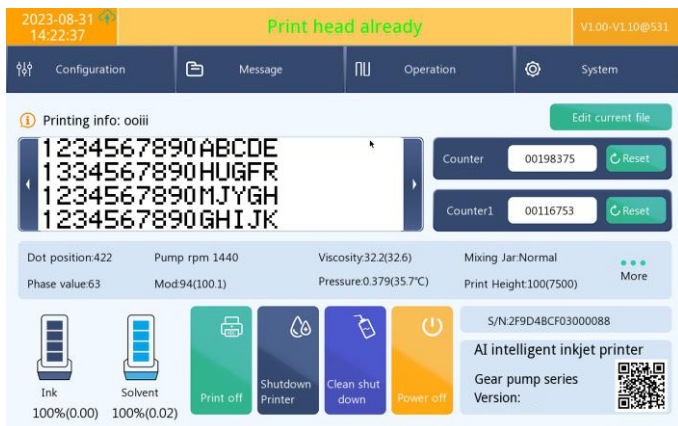 2023-08-31
14:22:37
Print head already
V1.00-V1.10@S31
Configuration
Message
Operation
System
Printing info: ooiii
Edit current file
1234567890ABCDE
1334567890HUGFR
1234567890MJYGH
1234567890GHIJK
Counter 00198375 Reset
Counter1 00116753 Reset
Dot position:422 Pump rpm 1440 Viscosity:32.2(32.6) Mixing Jar:Normal
Phase value:63 Mod:94(100.1) Pressure:0.379(35.7°C) Print Height:100(7500)
More
Ink
100%(0.00)
Solvent
100%(0.02)
Print off
Shutdown
Printer
Clean shut
down
Power off
S/N:2F9D4BCF03000088
AI intelligent inkjet printer
Gear pump series
Version: